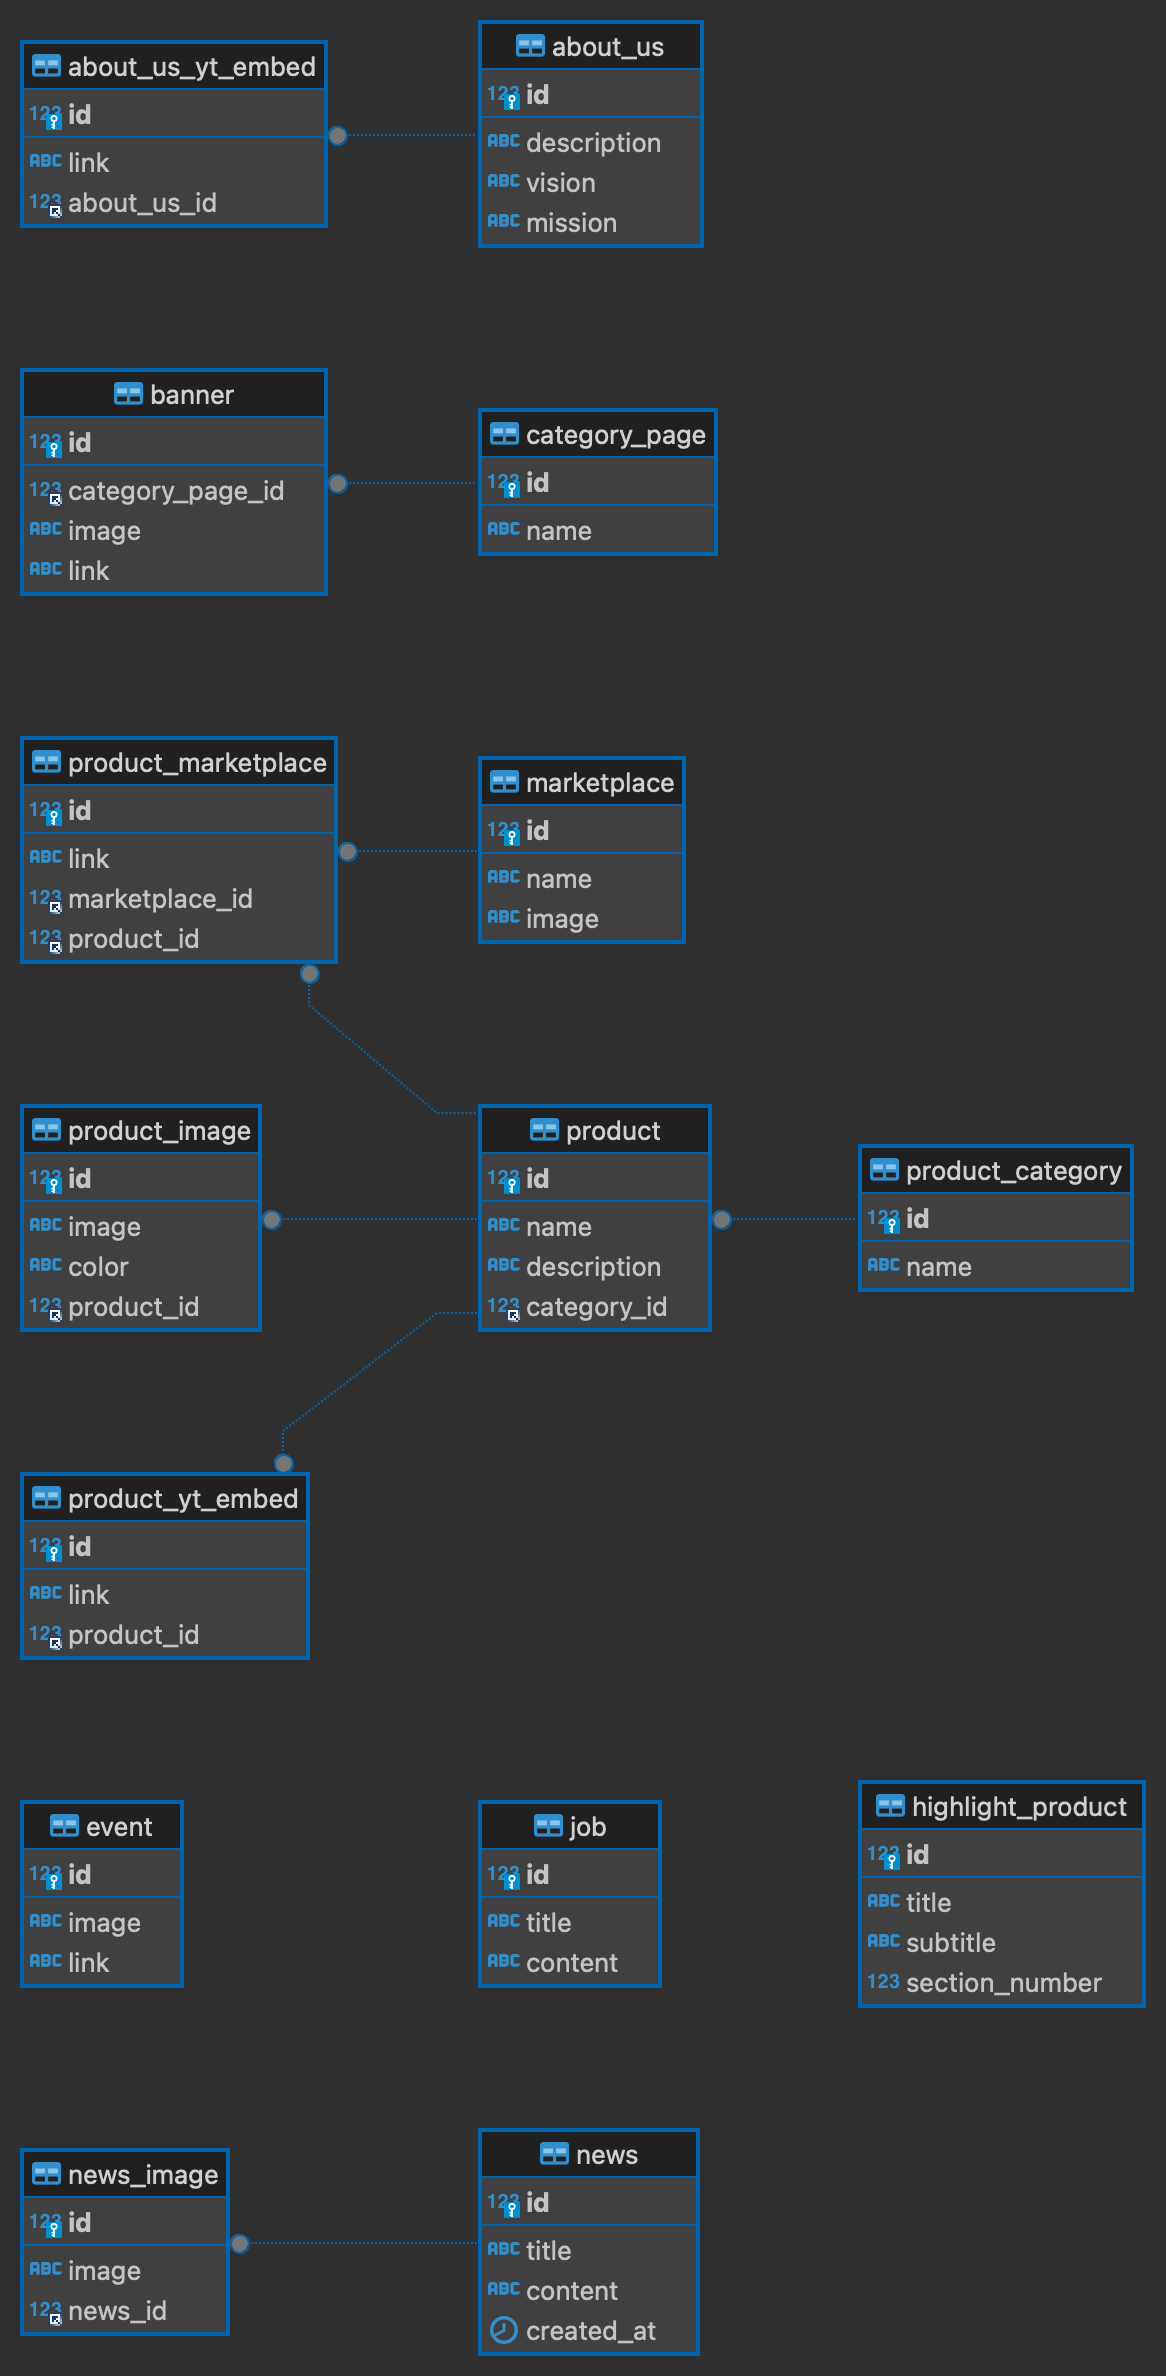 about_us_yt_embed
123 id
ABC link
123 about_us_id
about_us
123 id
ABC description
ABC vision
ABC mission
banner
123 id
123 category_page_id
ABC image
ABC link
category_page
123 id
ABC name
product_marketplace
123 id
ABC link
123 marketplace_id
123 product_id
marketplace
123 id
ABC name
ABC image
product_image
123 id
ABC image
ABC color
123 product_id
product
123 id
ABC name
ABC description
123 category_id
product_category
123 id
ABC name
product_yt_embed
123 id
ABC link
123 product_id
event
123 id
ABC image
ABC link
job
123 id
ABC title
ABC content
highlight_product
123 id
ABC title
ABC subtitle
123 section_number
news_image
123 id
ABC image
123 news_id
news
123 id
ABC title
ABC content
created_at